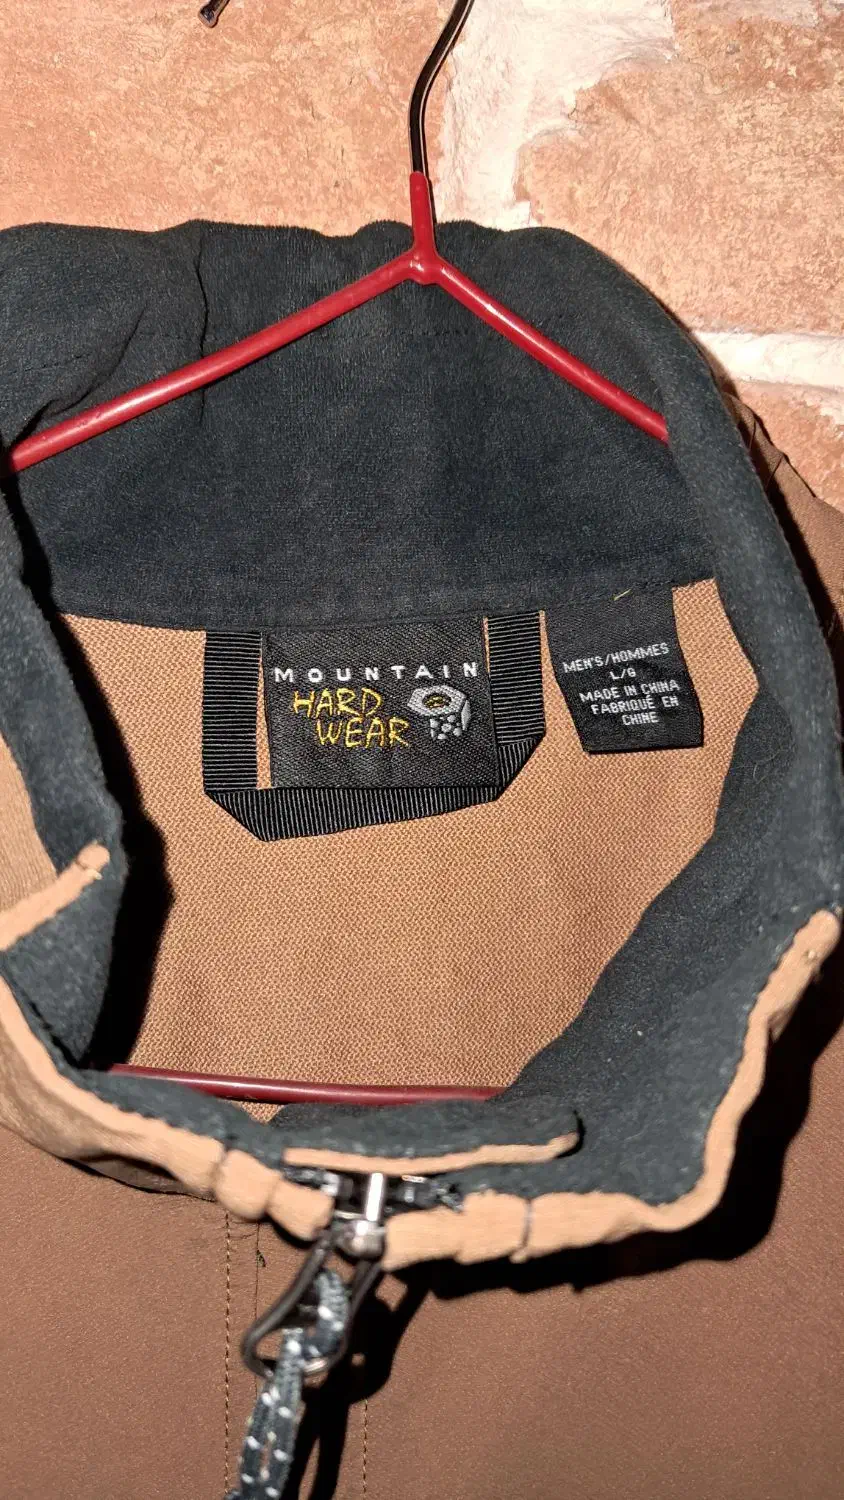 MOUNTAIN
HARD
WEAR
MEN'S/HOMMES
L/G
MADE IN CHINA
FABRIQUÉ EN
CHINE